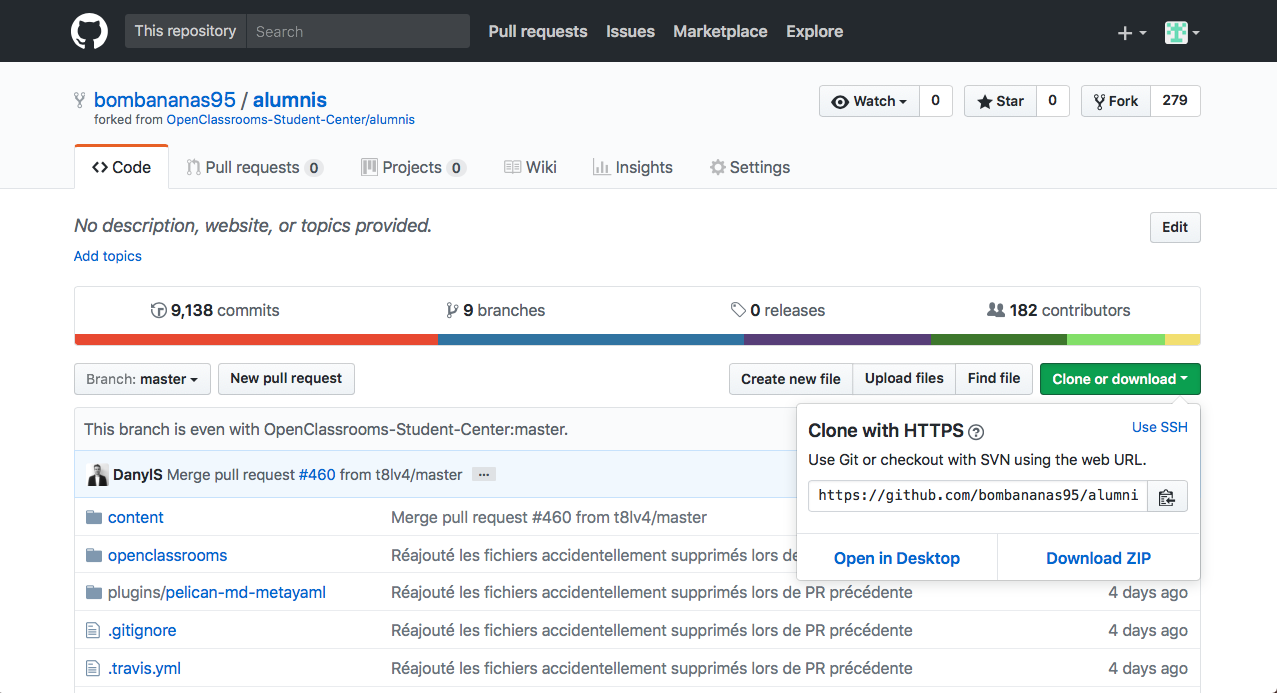 This repository Search Pull requests Issues Marketplace Explore
bombananas95 / alumnis Watch 0 Star 0 Fork 279
forked from OpenClassrooms-Student-Center/alumnis
Code Pull requests 0 Projects 0 Wiki Insights Settings
No description, website, or topics provided. Edit
Add topics
9,138 commits 9 branches 0 releases 182 contributors
Branch: master New pull request Create new file Upload files Find file Clone or download
This branch is even with OpenClassrooms-Student-Center:master.
Clone with HTTPS ? Use SSH
Use Git or checkout with SVN using the web URL.
https://github.com/bombananas95/alumni
Open in Desktop Download ZIP
DanylS Merge pull request #460 from t8lv4/master ...
content Merge pull request #460 from t8lv4/master
openclassrooms Réajouté les fichiers accidentellement supprimés lors de
plugins/pelican-md-metayaml Réajouté les fichiers accidentellement supprimés lors de PR précédente 4 days ago
.gitignore Réajouté les fichiers accidentellement supprimés lors de PR précédente 4 days ago
.travis.yml Réajouté les fichiers accidentellement supprimés lors de PR précédente 4 days ago